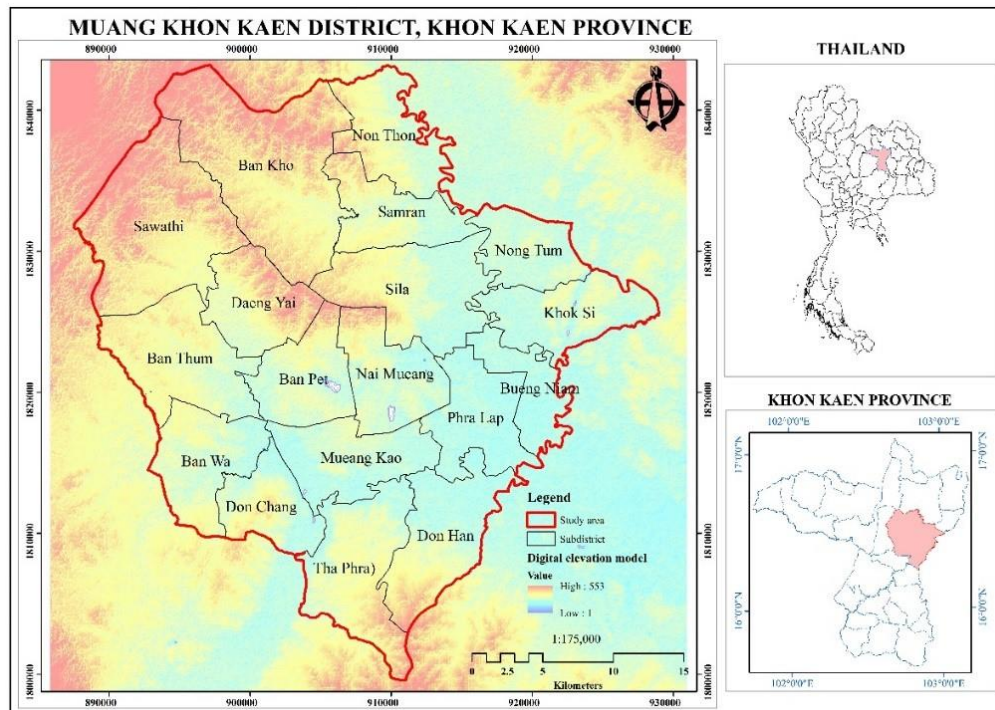 MUANG KHON KAEN DISTRICT, KHON KAEN PROVINCE
890000 900000 910000 920000 930000
1840000
1830000
1820000
1810000
1800000
N
Non Thon
Ban Kho
Samran
Sawathi
Nong Tum
Sila
Daeng Yai
Khok Si
Ban Thum
Ban Pet
Nai Mueang
Bueng Niam
Phra Lap
Ban Wa
Mueang Kao
Don Chang
Don Han
Tha Phra)
Legend
Study area
Subdistrict
Digital elevation model
Value
High : 553
Low : 1
1:175,000
0 2.5 5 10 15
Kilometers
1840000
1830000
1820000
1810000
1800000
890000 900000 910000 920000 930000
THAILAND
KHON KAEN PROVINCE
102°0'0"E 103°0'0"E
17°0'0"N
16°0'0"N
17°0'0"N
16°0'0"N
102°0'0"E 103°0'0"E